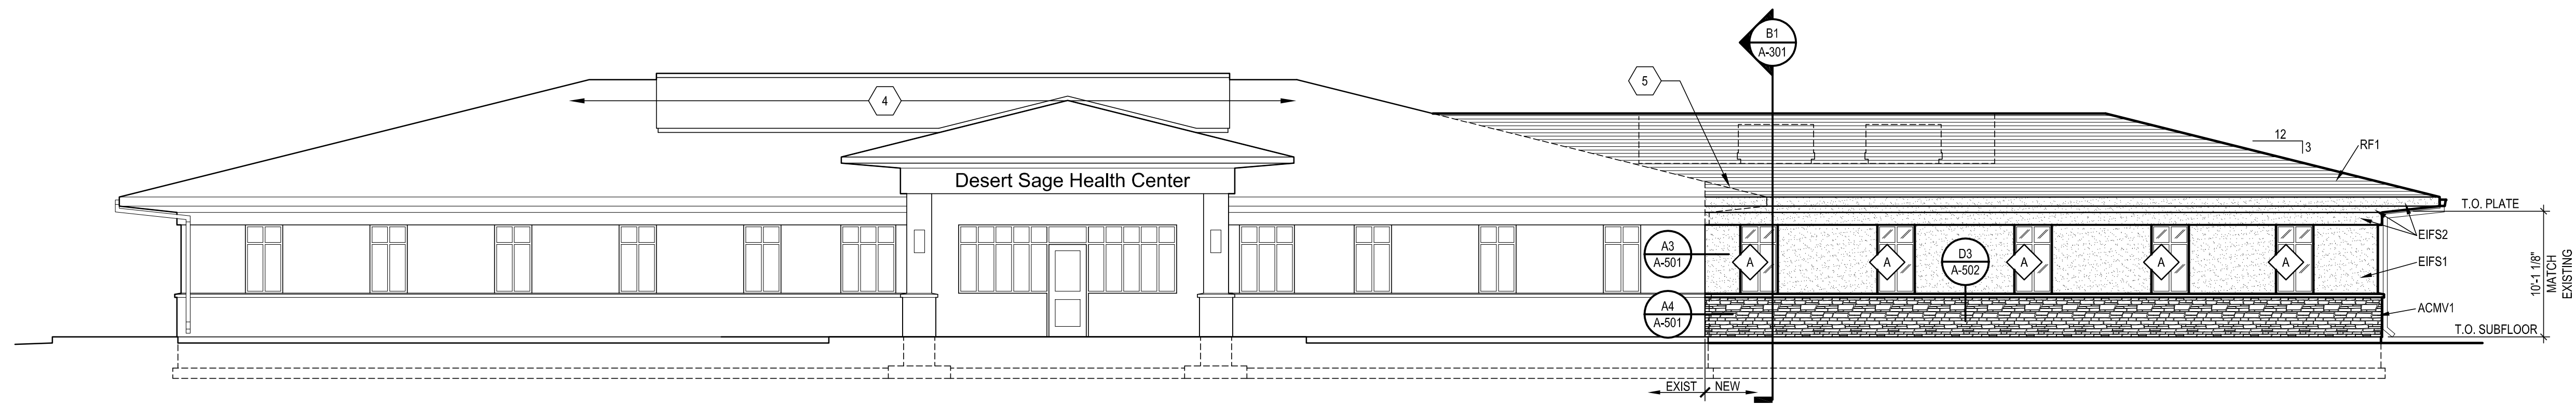 B1
A-301
5
4
12
3
RF1
Desert Sage Health Center
T.O. PLATE
EIFS2
A3
A-501
D3
A-502
A
A
A
A
A
EIFS1
10'-1 1/8"
MATCH
EXISTING
A4
A-501
ACMV1
T.O. SUBFLOOR
EXIST
NEW